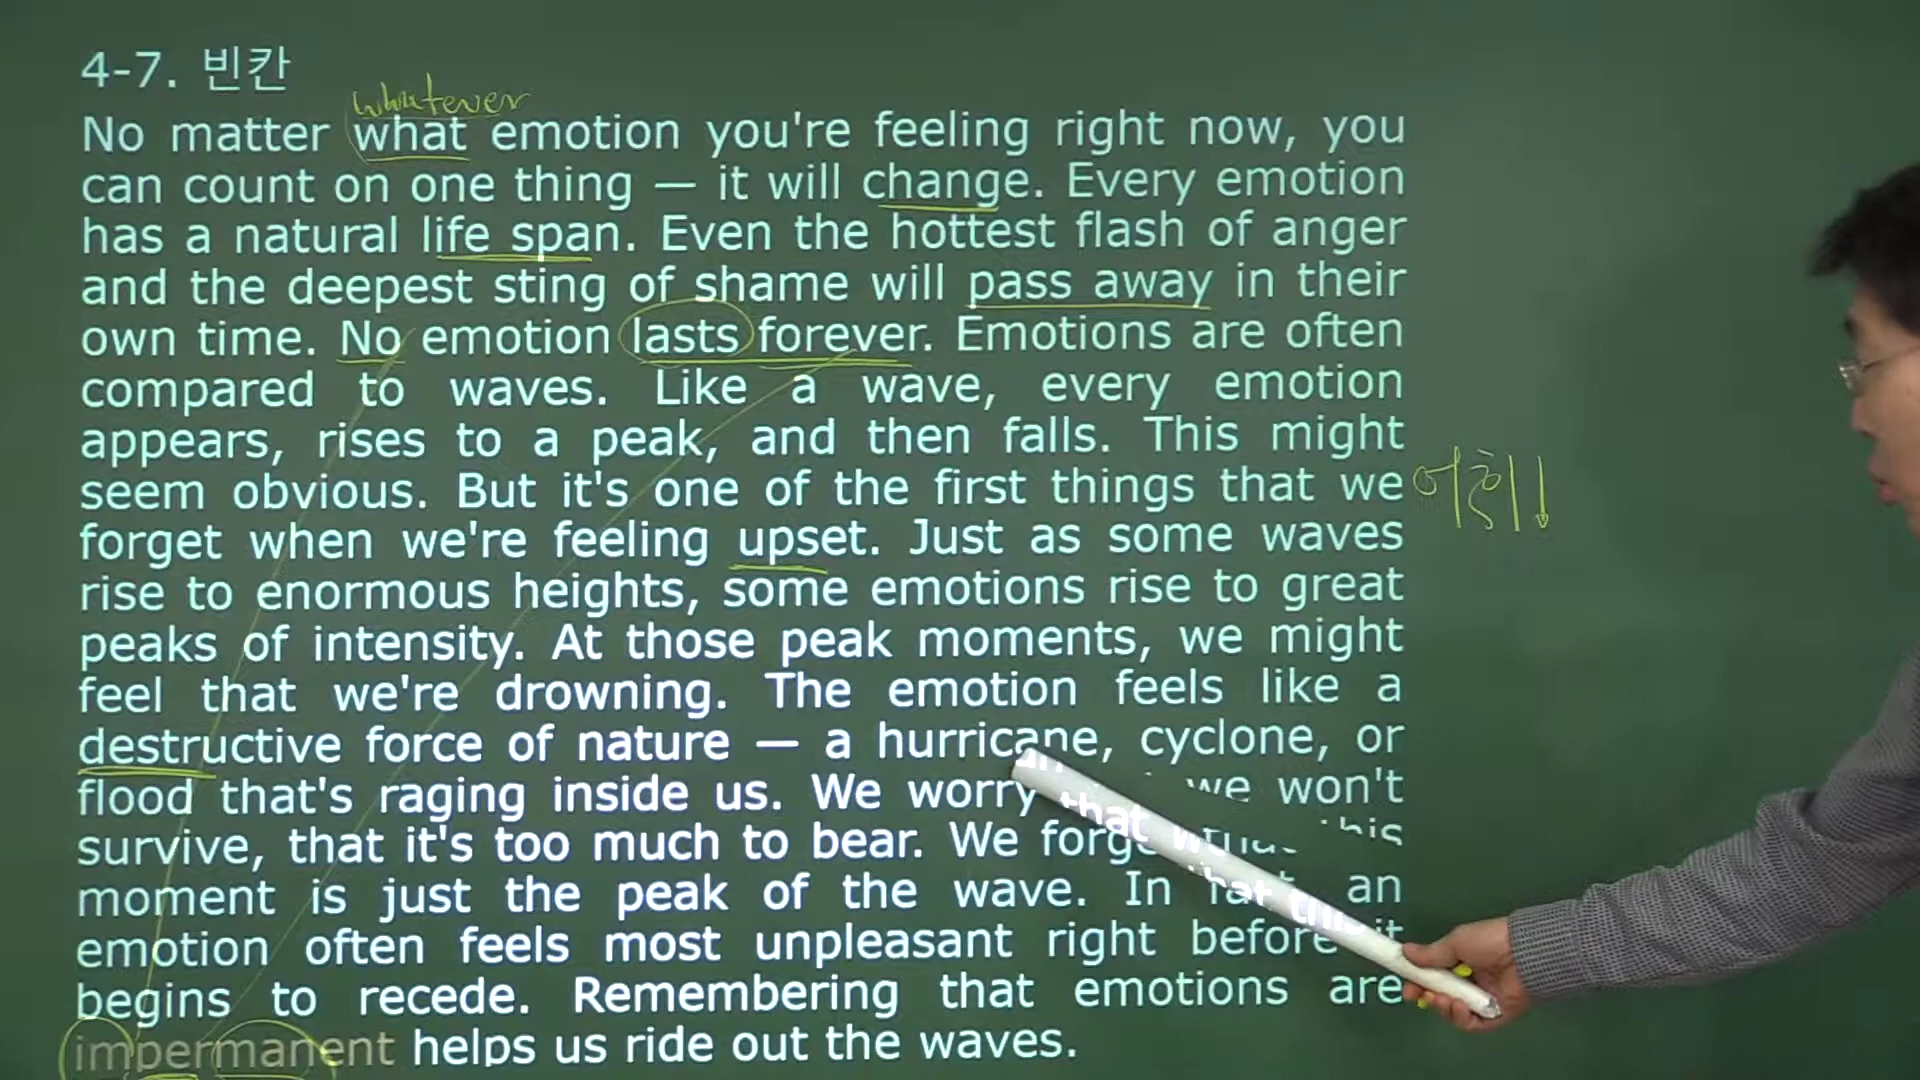 4-7. 빈칸
whatever
No matter what emotion you're feeling right now, you
can count on one thing — it will change. Every emotion
has a natural life span. Even the hottest flash of anger
and the deepest sting of shame will pass away in their
own time. No emotion lasts forever. Emotions are often
compared to waves. Like a wave, every emotion
appears, rises to a peak, and then falls. This might
seem obvious. But it's one of the first things that we
어휘↓
forget when we're feeling upset. Just as some waves
rise to enormous heights, some emotions rise to great
peaks of intensity. At those peak moments, we might
feel that we're drowning. The emotion feels like a
destructive force of nature — a hurricane, cyclone, or
flood that's raging inside us. We worry that we won't
survive, that it's too much to bear. We that this
moment is just the peak of the wave. In an
emotion often feels most unpleasant right before it
begins to recede. Remembering that emotions are
impermanent helps us ride out the waves.